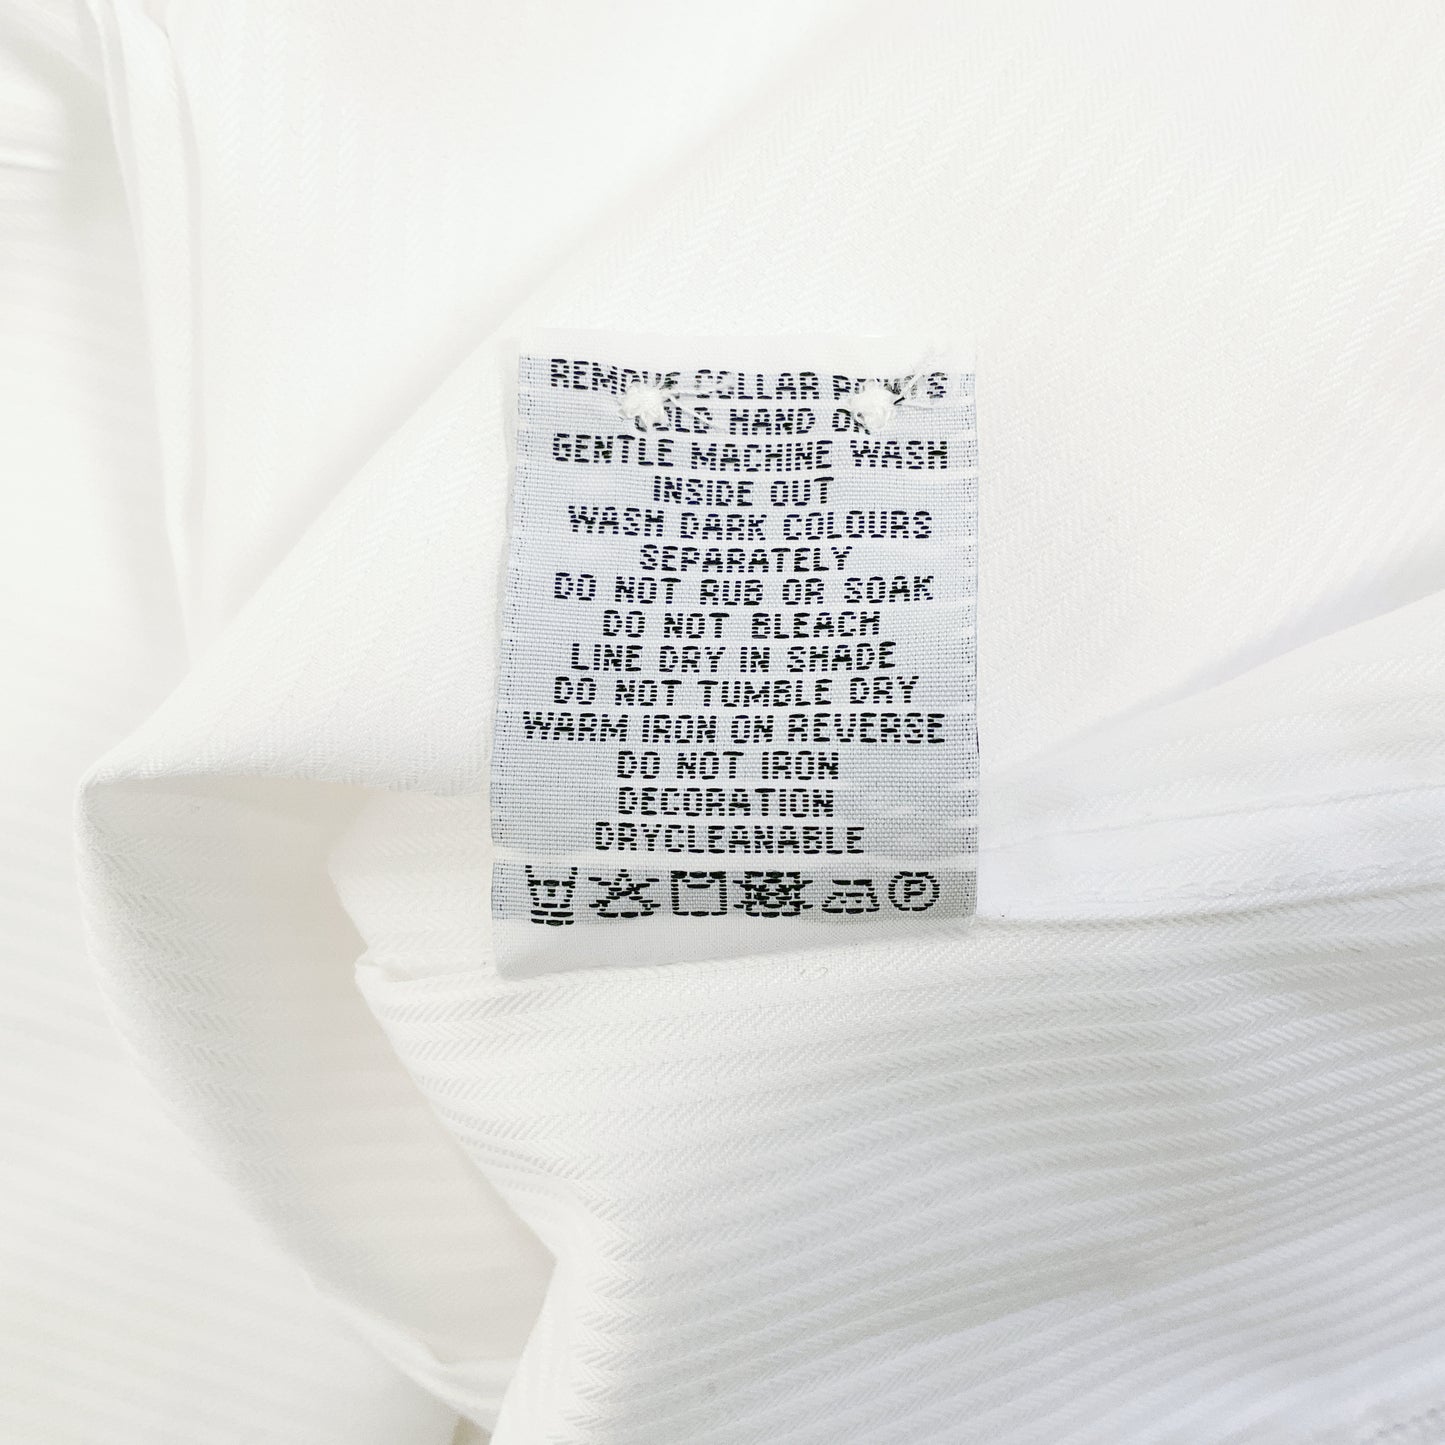 REMOVE COLLAR POINTS
COLD HAND OR
GENTLE MACHINE WASH
INSIDE OUT
WASH DARK COLOURS
SEPARATELY
DO NOT RUB OR SOAK
DO NOT BLEACH
LINE DRY IN SHADE
DO NOT TUMBLE DRY
WARM IRON ON REVERSE
DO NOT IRON
DECORATION
DRYCLEANABLE
P